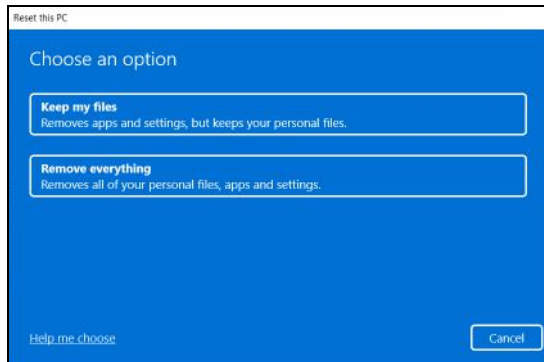 Reset this PC
Choose an option
Keep my files
Removes apps and settings, but keeps your personal files.
Remove everything
Removes all of your personal files, apps and settings.
Help me choose
Cancel